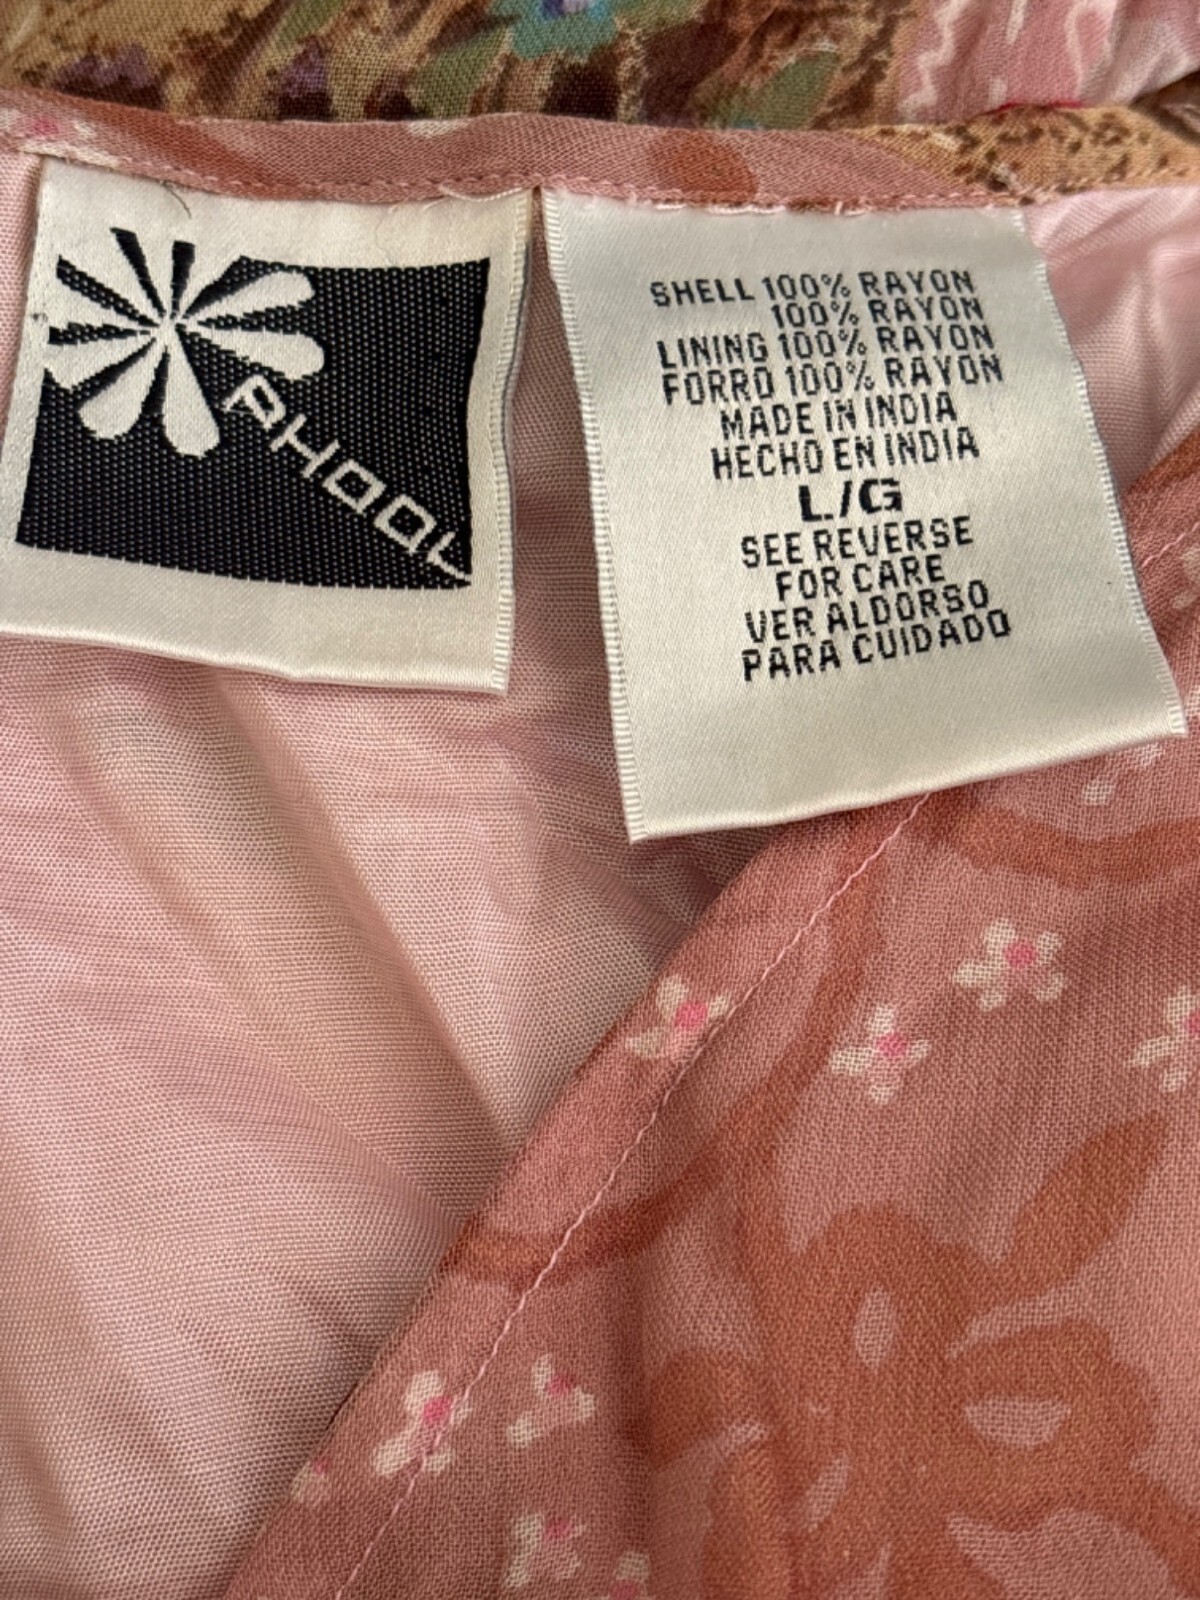 PHOOL
SHELL 100% RAYON
100% RAYON
LINING 100% RAYON
FORRO 100% RAYON
MADE IN INDIA
HECHO EN INDIA
L/G
SEE REVERSE
FOR CARE
VER ALDORSO
PARA CUIDADO